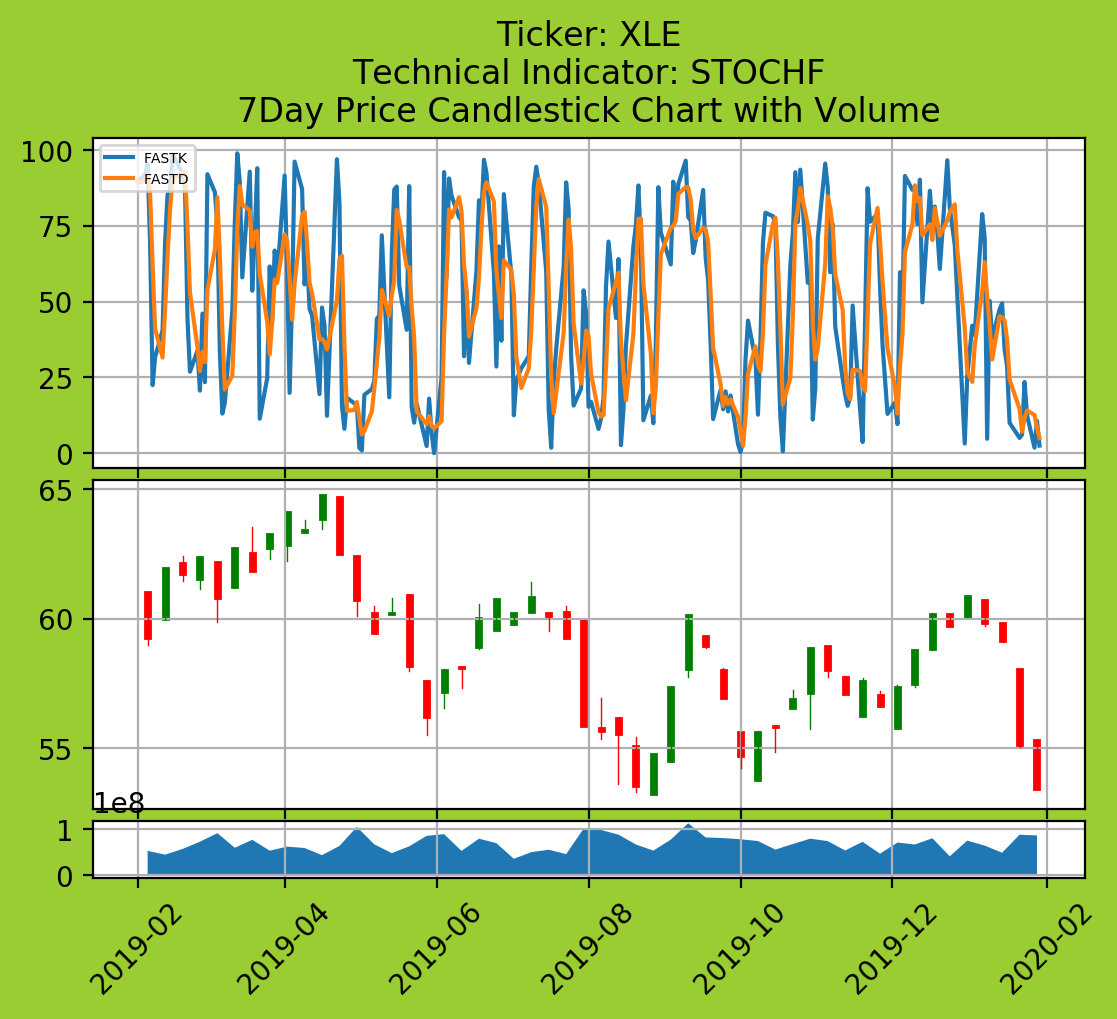 Ticker: XLE
Technical Indicator: STOCHF
7Day Price Candlestick Chart with Volume
100
75
50
25
0
FASTK
FASTD
65
60
55
1e8
1
0
2019-02
2019-04
2019-06
2019-08
2019-10
2019-12
2020-02